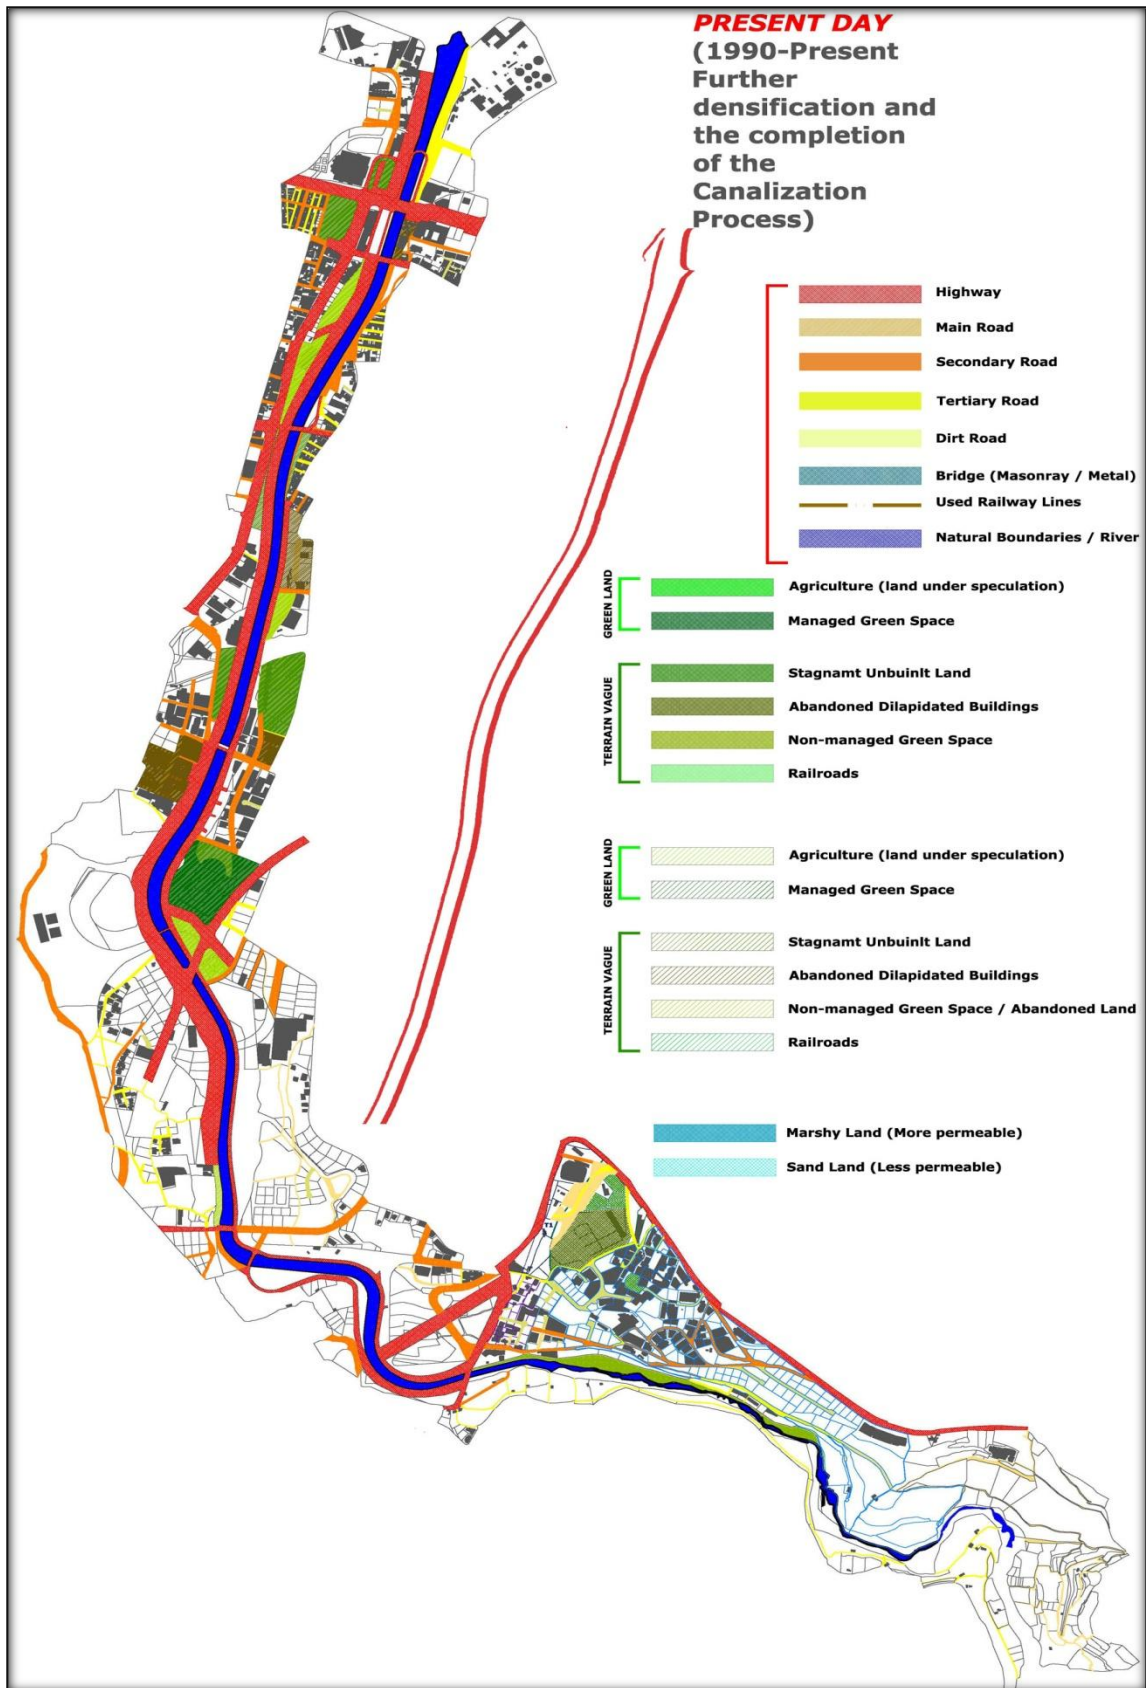 PRESENT DAY
(1990-Present
Further
densification and
the completion
of the
Canalization
Process)
Highway
Main Road
Secondary Road
Tertiary Road
Dirt Road
Bridge (Masonray / Metal)
Used Railway Lines
Natural Boundaries / River
GREEN LAND
Agriculture (land under speculation)
Managed Green Space
TERRAIN VAGUE
Stagnamt Unbuinlt Land
Abandoned Dilapidated Buildings
Non-managed Green Space
Railroads
GREEN LAND
Agriculture (land under speculation)
Managed Green Space
TERRAIN VAGUE
Stagnamt Unbuinlt Land
Abandoned Dilapidated Buildings
Non-managed Green Space / Abandoned Land
Railroads
Marshy Land (More permeable)
Sand Land (Less permeable)